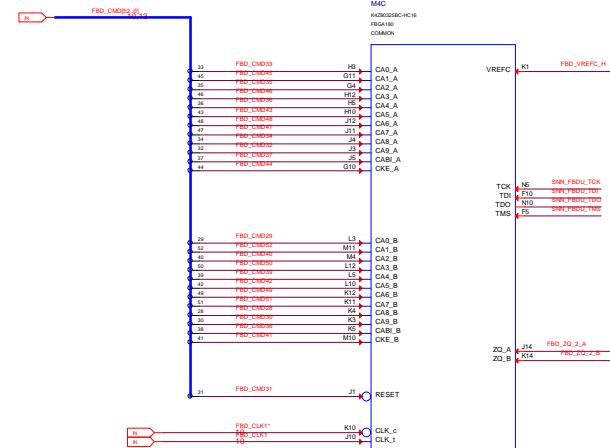 M4C
K4Z80325BC-HC16
FBGA180
COMMON
FBD_CMD[52..0]
IN
33 FBD_CMD33 H3 CA0_A
45 FBD_CMD45 G11 CA1_A
35 FBD_CMD35 G4 CA2_A
46 FBD_CMD46 H12 CA3_A
36 FBD_CMD36 H5 CA4_A
43 FBD_CMD43 H10 CA5_A
48 FBD_CMD48 J12 CA6_A
47 FBD_CMD47 J11 CA7_A
34 FBD_CMD34 J4 CA8_A
32 FBD_CMD32 J3 CA9_A
37 FBD_CMD37 J5 CABI_A
44 FBD_CMD44 G10 CKE_A
VREFC K1 FBD_VREFC_H
TCK N5 SNN_FBDU_TCK
TDI F10 SNN_FBDU_TDI
TDO N10 SNN_FBDU_TDO
TMS F5 SNN_FBDU_TMS
29 FBD_CMD29 L3 CA0_B
52 FBD_CMD52 M11 CA1_B
40 FBD_CMD40 M4 CA2_B
50 FBD_CMD50 L12 CA3_B
39 FBD_CMD39 L5 CA4_B
42 FBD_CMD42 L10 CA5_B
49 FBD_CMD49 K12 CA6_B
51 FBD_CMD51 K11 CA7_B
28 FBD_CMD28 K4 CA8_B
30 FBD_CMD30 K3 CA9_B
38 FBD_CMD38 K5 CABI_B
41 FBD_CMD41 M10 CKE_B
ZQ_A J14 FBD_ZQ_2_A
ZQ_B K14 FBD_ZQ_2_B
31 FBD_CMD31 J1 RESET
IN FBD_CLK1* K10 CLK_c
IN FBD_CLK1 J10 CLK_t
10